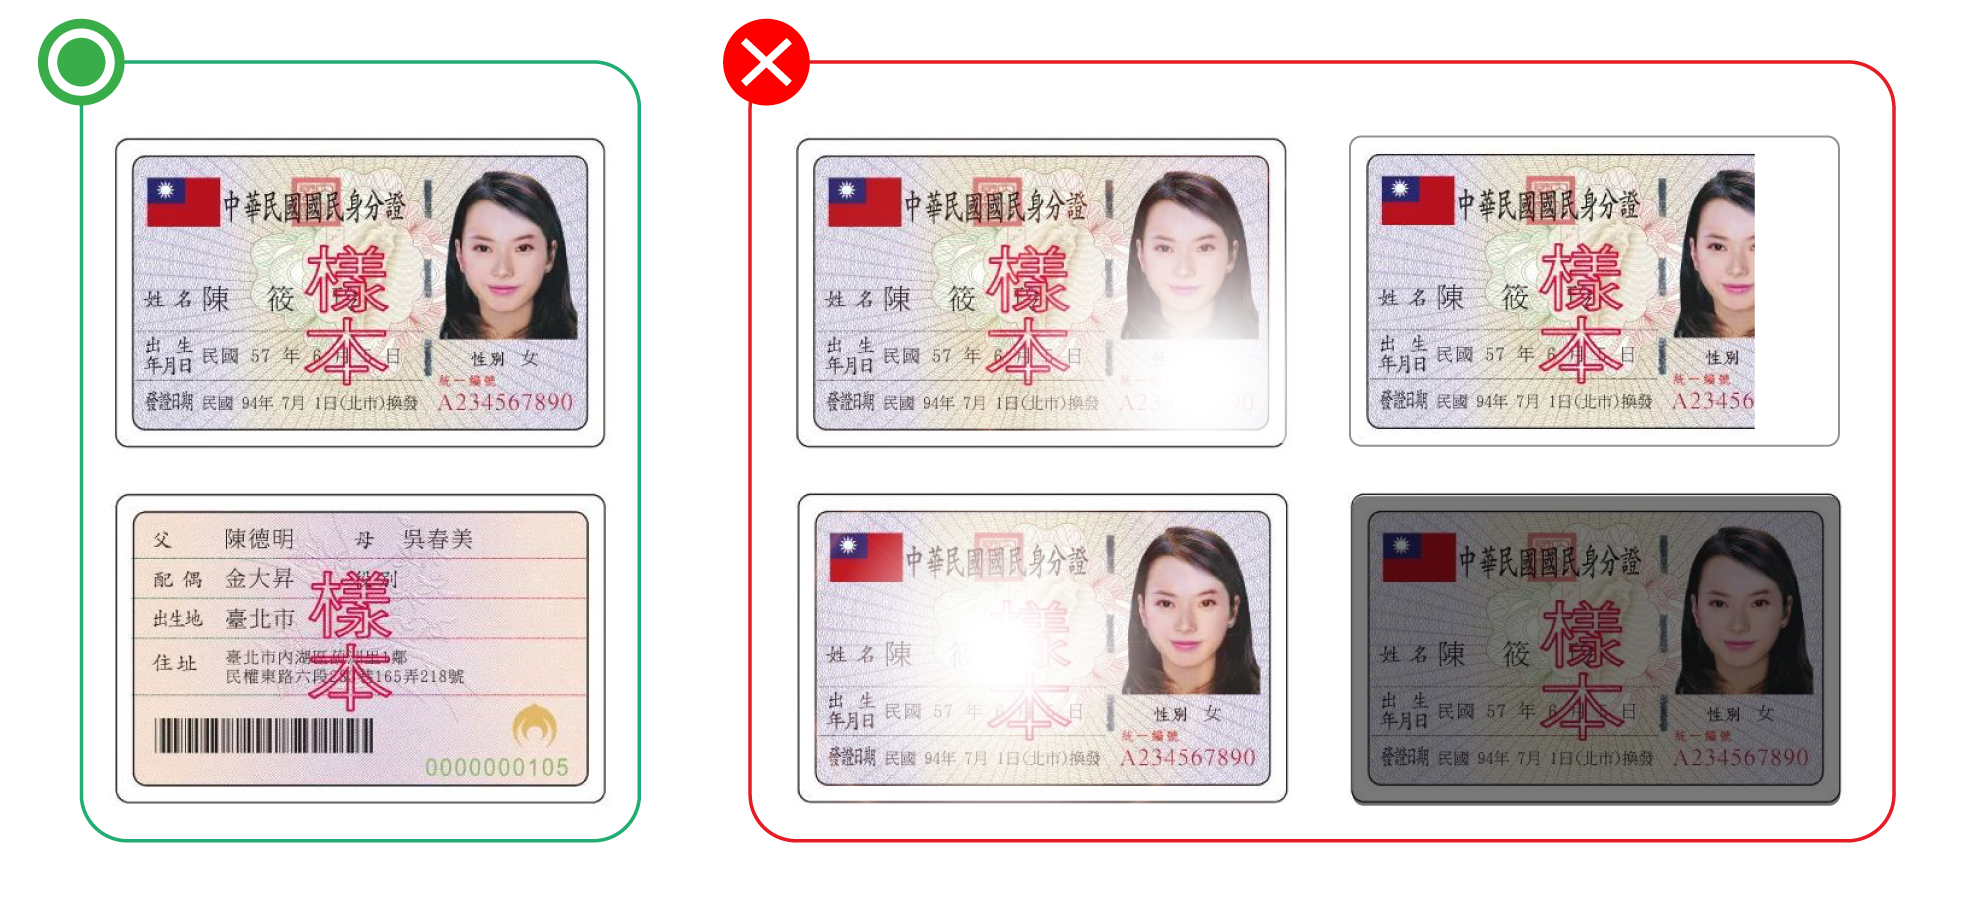 中華民國國民身分證
樣本
姓名 陳 筱
出生年月日 民國 57 年 6 月 5 日
性別 女
統一編號
發證日期 民國 94年 7月 1日(北市)換發 A234567890
父 陳德明 母 吳春美
配偶 金大昇 役別
出生地 臺北市
樣本
住址 臺北市內湖區 里1鄰
民權東路六段 巷165弄218號
0000000105
中華民國國民身分證
樣本
姓名 陳 筱
出生年月日 民國 57 年 6 月 5 日
統一
發證日期 民國 94年 7月 1日(北市)換發 A23 90
中華民國國民身分證
樣本
姓名 陳 筱
出生年月日 民國 57 年 6 月 5 日
性別
統一編號
發證日期 民國 94年 7月 1日(北市)換發 A23456
中華民國國民身分證
樣本
姓名 陳 筱
出生年月日 民國 57 年 6 日
性別 女
統一編號
發證日期 民國 94年 7月 1日(北市)換發 A234567890
中華民國國民身分證
樣本
姓名 陳 筱
出生年月日 民國 57 年 6 月 5 日
性別 女
統一編號
發證日期 民國 94年 7月 1日(北市)換發 A234567890